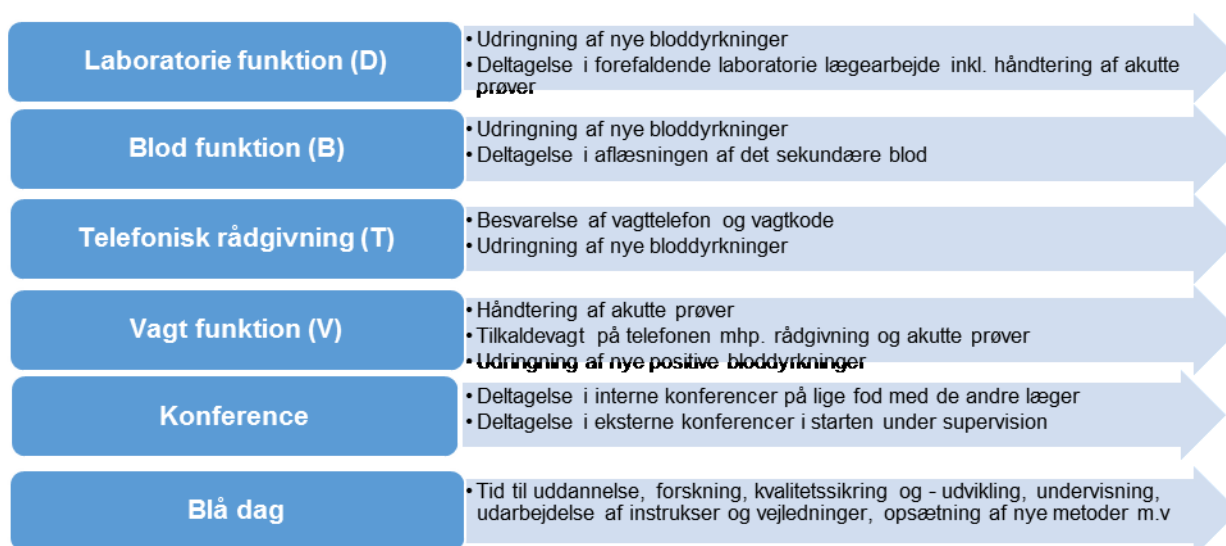 Laboratorie funktion (D)
• Udringning af nye bloddyrkninger
• Deltagelse i forefaldende laboratorie lægearbejde inkl. håndtering af akutte
prøver
Blod funktion (B)
• Udringning af nye bloddyrkninger
• Deltagelse i aflæsningen af det sekundære blod
Telefonisk rådgivning (T)
• Besvarelse af vagttelefon og vagtkode
• Udringning af nye bloddyrkninger
Vagt funktion (V)
• Håndtering af akutte prøver
• Tilkaldevagt på telefonen mhp. rådgivning og akutte prøver
• Udringning af nye positive bloddyrkninger
Konference
• Deltagelse i interne konferencer på lige fod med de andre læger
• Deltagelse i eksterne konferencer i starten under supervision
Blå dag
• Tid til uddannelse, forskning, kvalitetssikring og - udvikling, undervisning,
udarbejdelse af instrukser og vejledninger, opsætning af nye metoder m.v